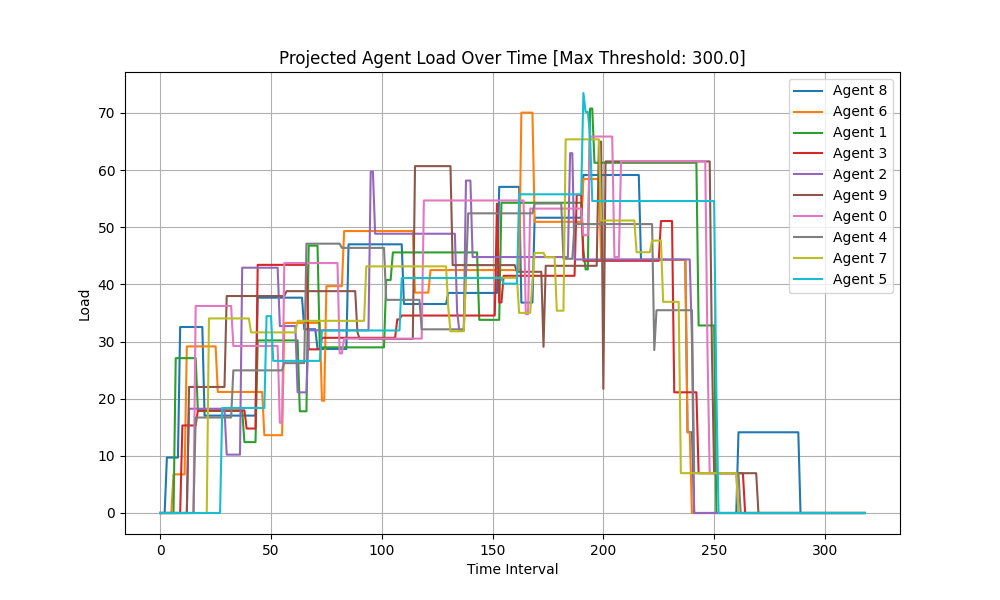 Projected Agent Load Over Time [Max Threshold: 300.0]
Load
70
60
50
40
30
20
10
0
0 50 100 150 200 250 300
Time Interval
Agent 8
Agent 6
Agent 1
Agent 3
Agent 2
Agent 9
Agent 0
Agent 4
Agent 7
Agent 5